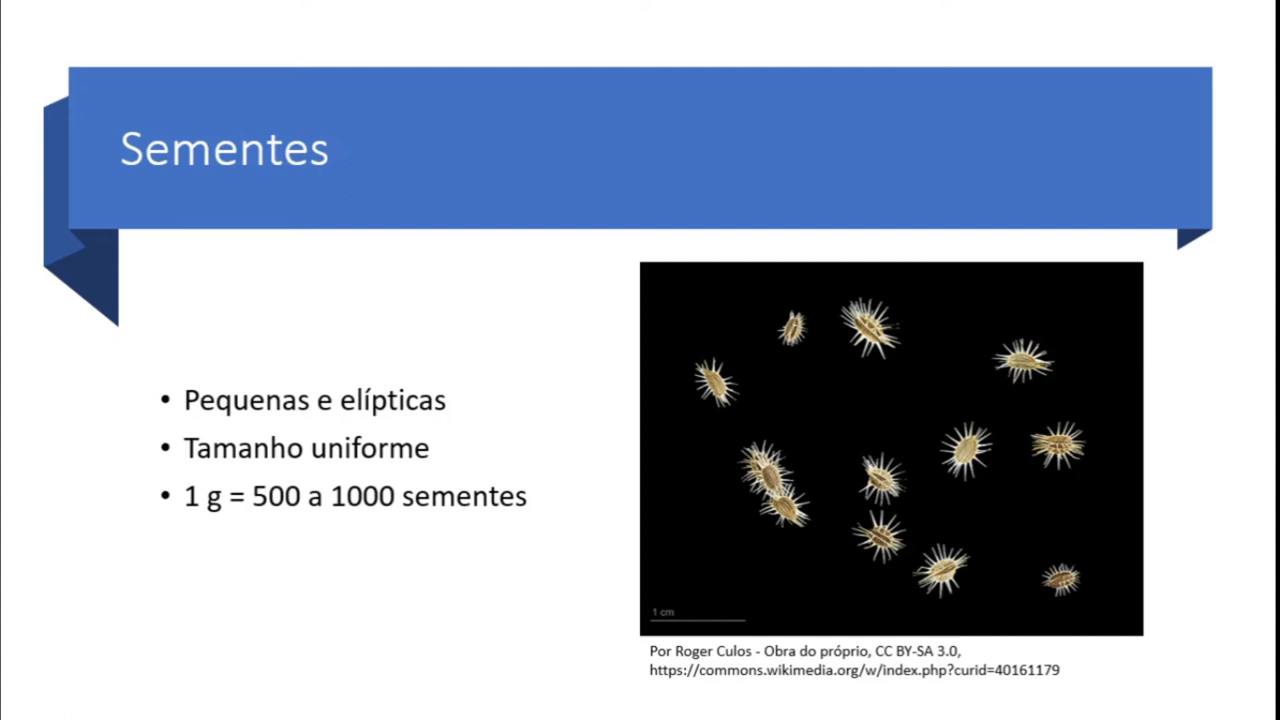 Sementes
• Pequenas e elípticas
• Tamanho uniforme
• 1 g = 500 a 1000 sementes
1 cm
Por Roger Culos - Obra do próprio, CC BY-SA 3.0,
https://commons.wikimedia.org/w/index.php?curid=40161179